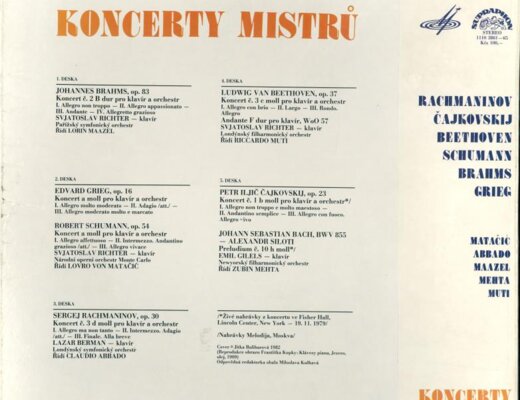 KONCERTY MISTRŮ
SUPRAPHON
STEREO
Kčs 100,–
1. DESKA
JOHANNES BRAHMS, op. 83
Koncert č. 2 B dur pro klavír a orchestr
I. Allegro non troppo — II. Allegro appassionato —
III. Andante — IV. Allegretto grazioso
SVJATOSLAV RICHTER — klavír
Pařížský symfonický orchestr
Řídí LORIN MAAZEL
2. DESKA
EDVARD GRIEG, op. 16
Koncert a moll pro klavír a orchestr
I. Allegro molto moderato — II. Adagio /att./ —
III. Allegro moderato molto e marcato
ROBERT SCHUMANN, op. 54
Koncert a moll pro klavír a orchestr
I. Allegro affettuoso — II. Intermezzo. Andantino
grazioso /att./ — III. Allegro vivace
SVJATOSLAV RICHTER — klavír
Národní operní orchestr Monte Carlo
Řídí LOVRO VON MATAČIĆ
3. DESKA
SERGEJ RACHMANINOV, op. 30
Koncert č. 3 d moll pro klavír a orchestr
I. Allegro ma non tanto — II. Intermezzo. Adagio
/att./ — III. Finale. Alla breve
LAZAR BERMAN — klavír
Londýnský symfonický orchestr
Řídí CLAUDIO ABBADO
4. DESKA
LUDWIG VAN BEETHOVEN, op. 37
Koncert č. 3 c moll pro klavír a orchestr
I. Allegro con brio — II. Largo — III. Rondo.
Allegro
Andante F dur pro klavír, WoO 57
SVJATOSLAV RICHTER — klavír
Londýnský filharmonický orchestr
Řídí RICCARDO MUTI
5. DESKA
PETR ILJIČ ČAJKOVSKIJ, op. 23
Koncert č. 1 b moll pro klavír a orchestr*/
I. Allegro non troppo e molto maestoso —
II. Andantino semplice — III. Allegro con fuoco.
JOHANN SEBASTIAN BACH, BWV 855
— ALEXANDR SILOTI
Preludium č. 10 h moll*/
EMIL GILELS — klavír
Newyorský filharmonický orchestr
Řídí ZUBIN MEHTA
*/Živé nahrávky z koncertu ve Fisher Hall,
Lincoln Center, New York — 19. 11. 1979/
/Nahrávky Melodija, Moskva/
RACHMANINOV
ČAJKOVSKIJ
BEETHOVEN
SCHUMANN
BRAHMS
GRIEG
MATAČIĆ
ABBADO
MAAZEL
MEHTA
MUTI
KONCERTY